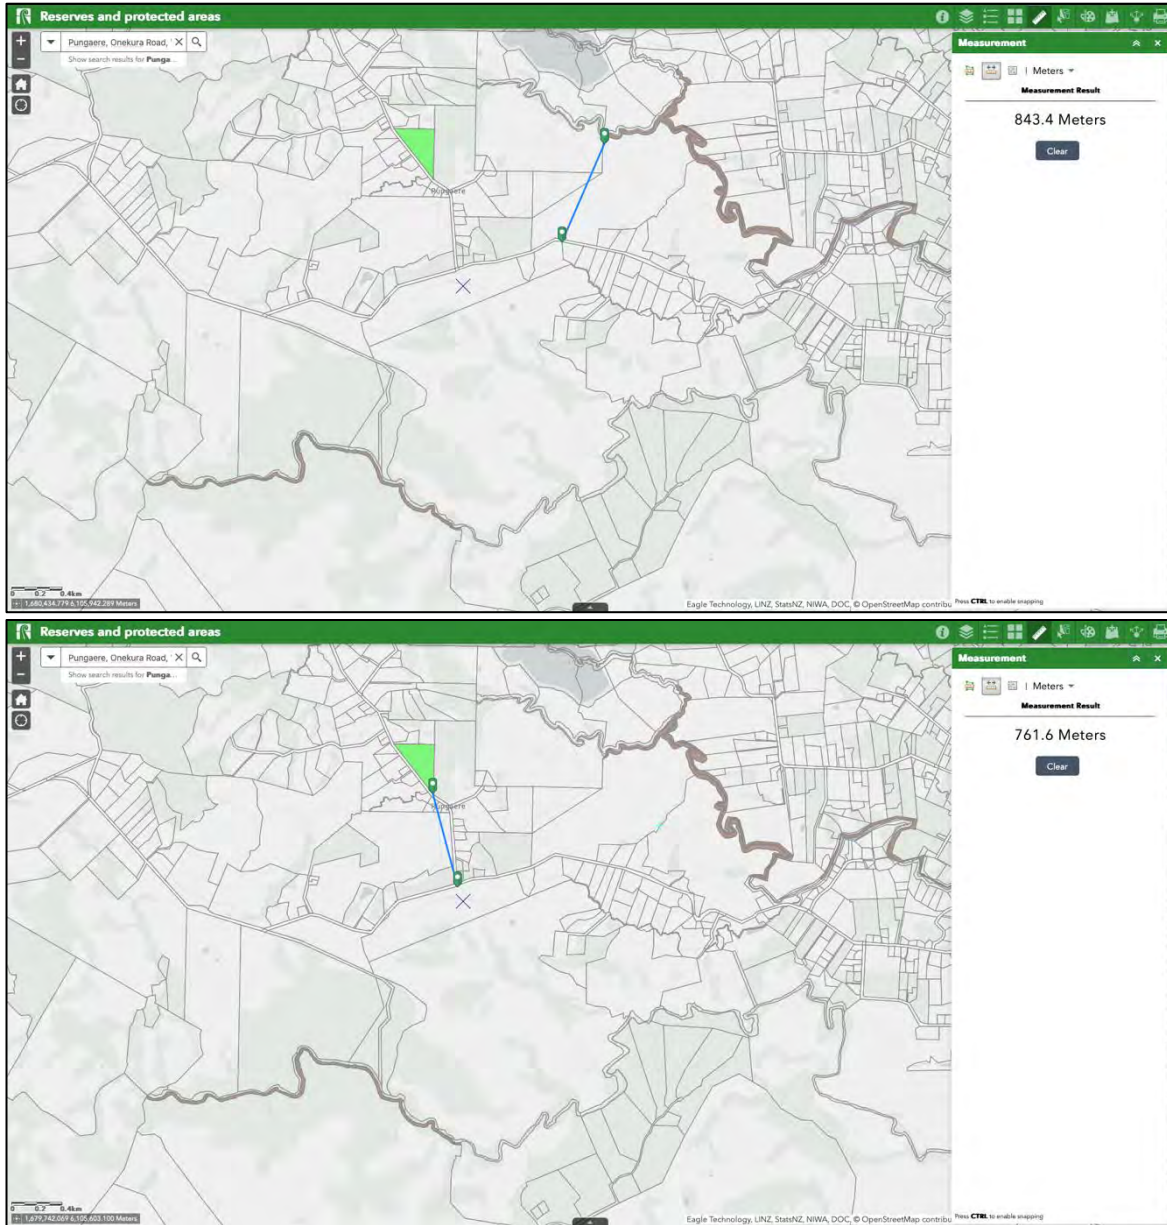 Reserves and protected areas
+
−
Pungaere, Onekura Road, '
Show search results for Punga...
Measurement
Meters
Measurement Result
843.4 Meters
Clear
Pungaere
0 0.2 0.4km
1,680,434.779 6,105,942.289 Meters
Eagle Technology, LINZ, StatsNZ, NIWA, DOC, © OpenStreetMap contribu
Press CTRL to enable snapping
Reserves and protected areas
+
−
Pungaere, Onekura Road, '
Show search results for Punga...
Measurement
Meters
Measurement Result
761.6 Meters
Clear
Pungaere
0 0.2 0.4km
1,679,742.069 6,105,603.100 Meters
Eagle Technology, LINZ, StatsNZ, NIWA, DOC, © OpenStreetMap contribu
Press CTRL to enable snapping